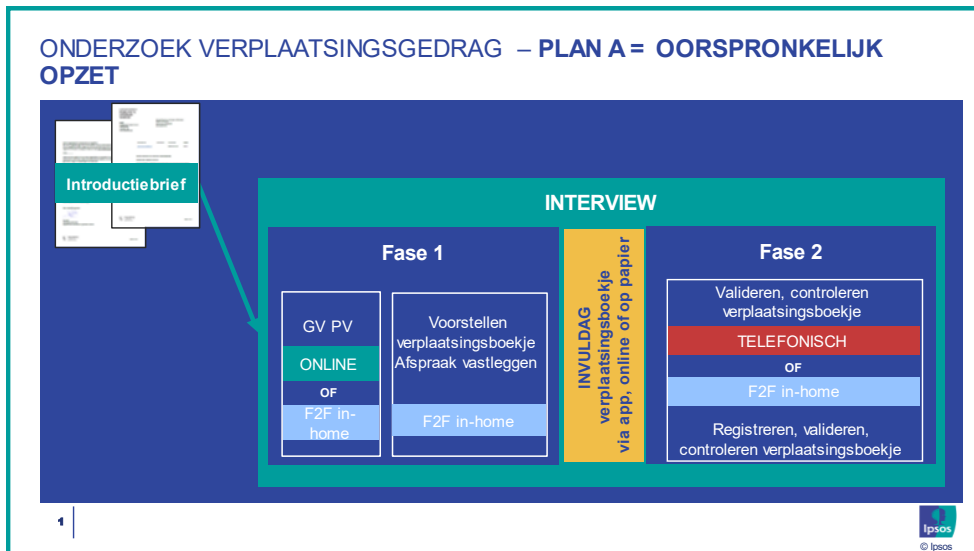 ONDERZOEK VERPLAATSINGSGEDRAG – PLAN A = OORSPRONKELIJK
OPZET
Introductiebrief
INTERVIEW
Fase 1
GV PV
ONLINE
OF
F2F in-
home
Voorstellen
verplaatsingsboekje
Afspraak vastleggen
F2F in-home
INVULDAG
verplaatsingsboekje
via app, online of op papier
Fase 2
Valideren, controleren
verplaatsingsboekje
TELEFONISCH
OF
F2F in-home
Registreren, valideren,
controleren verplaatsingsboekje
1
Ipsos
© Ipsos